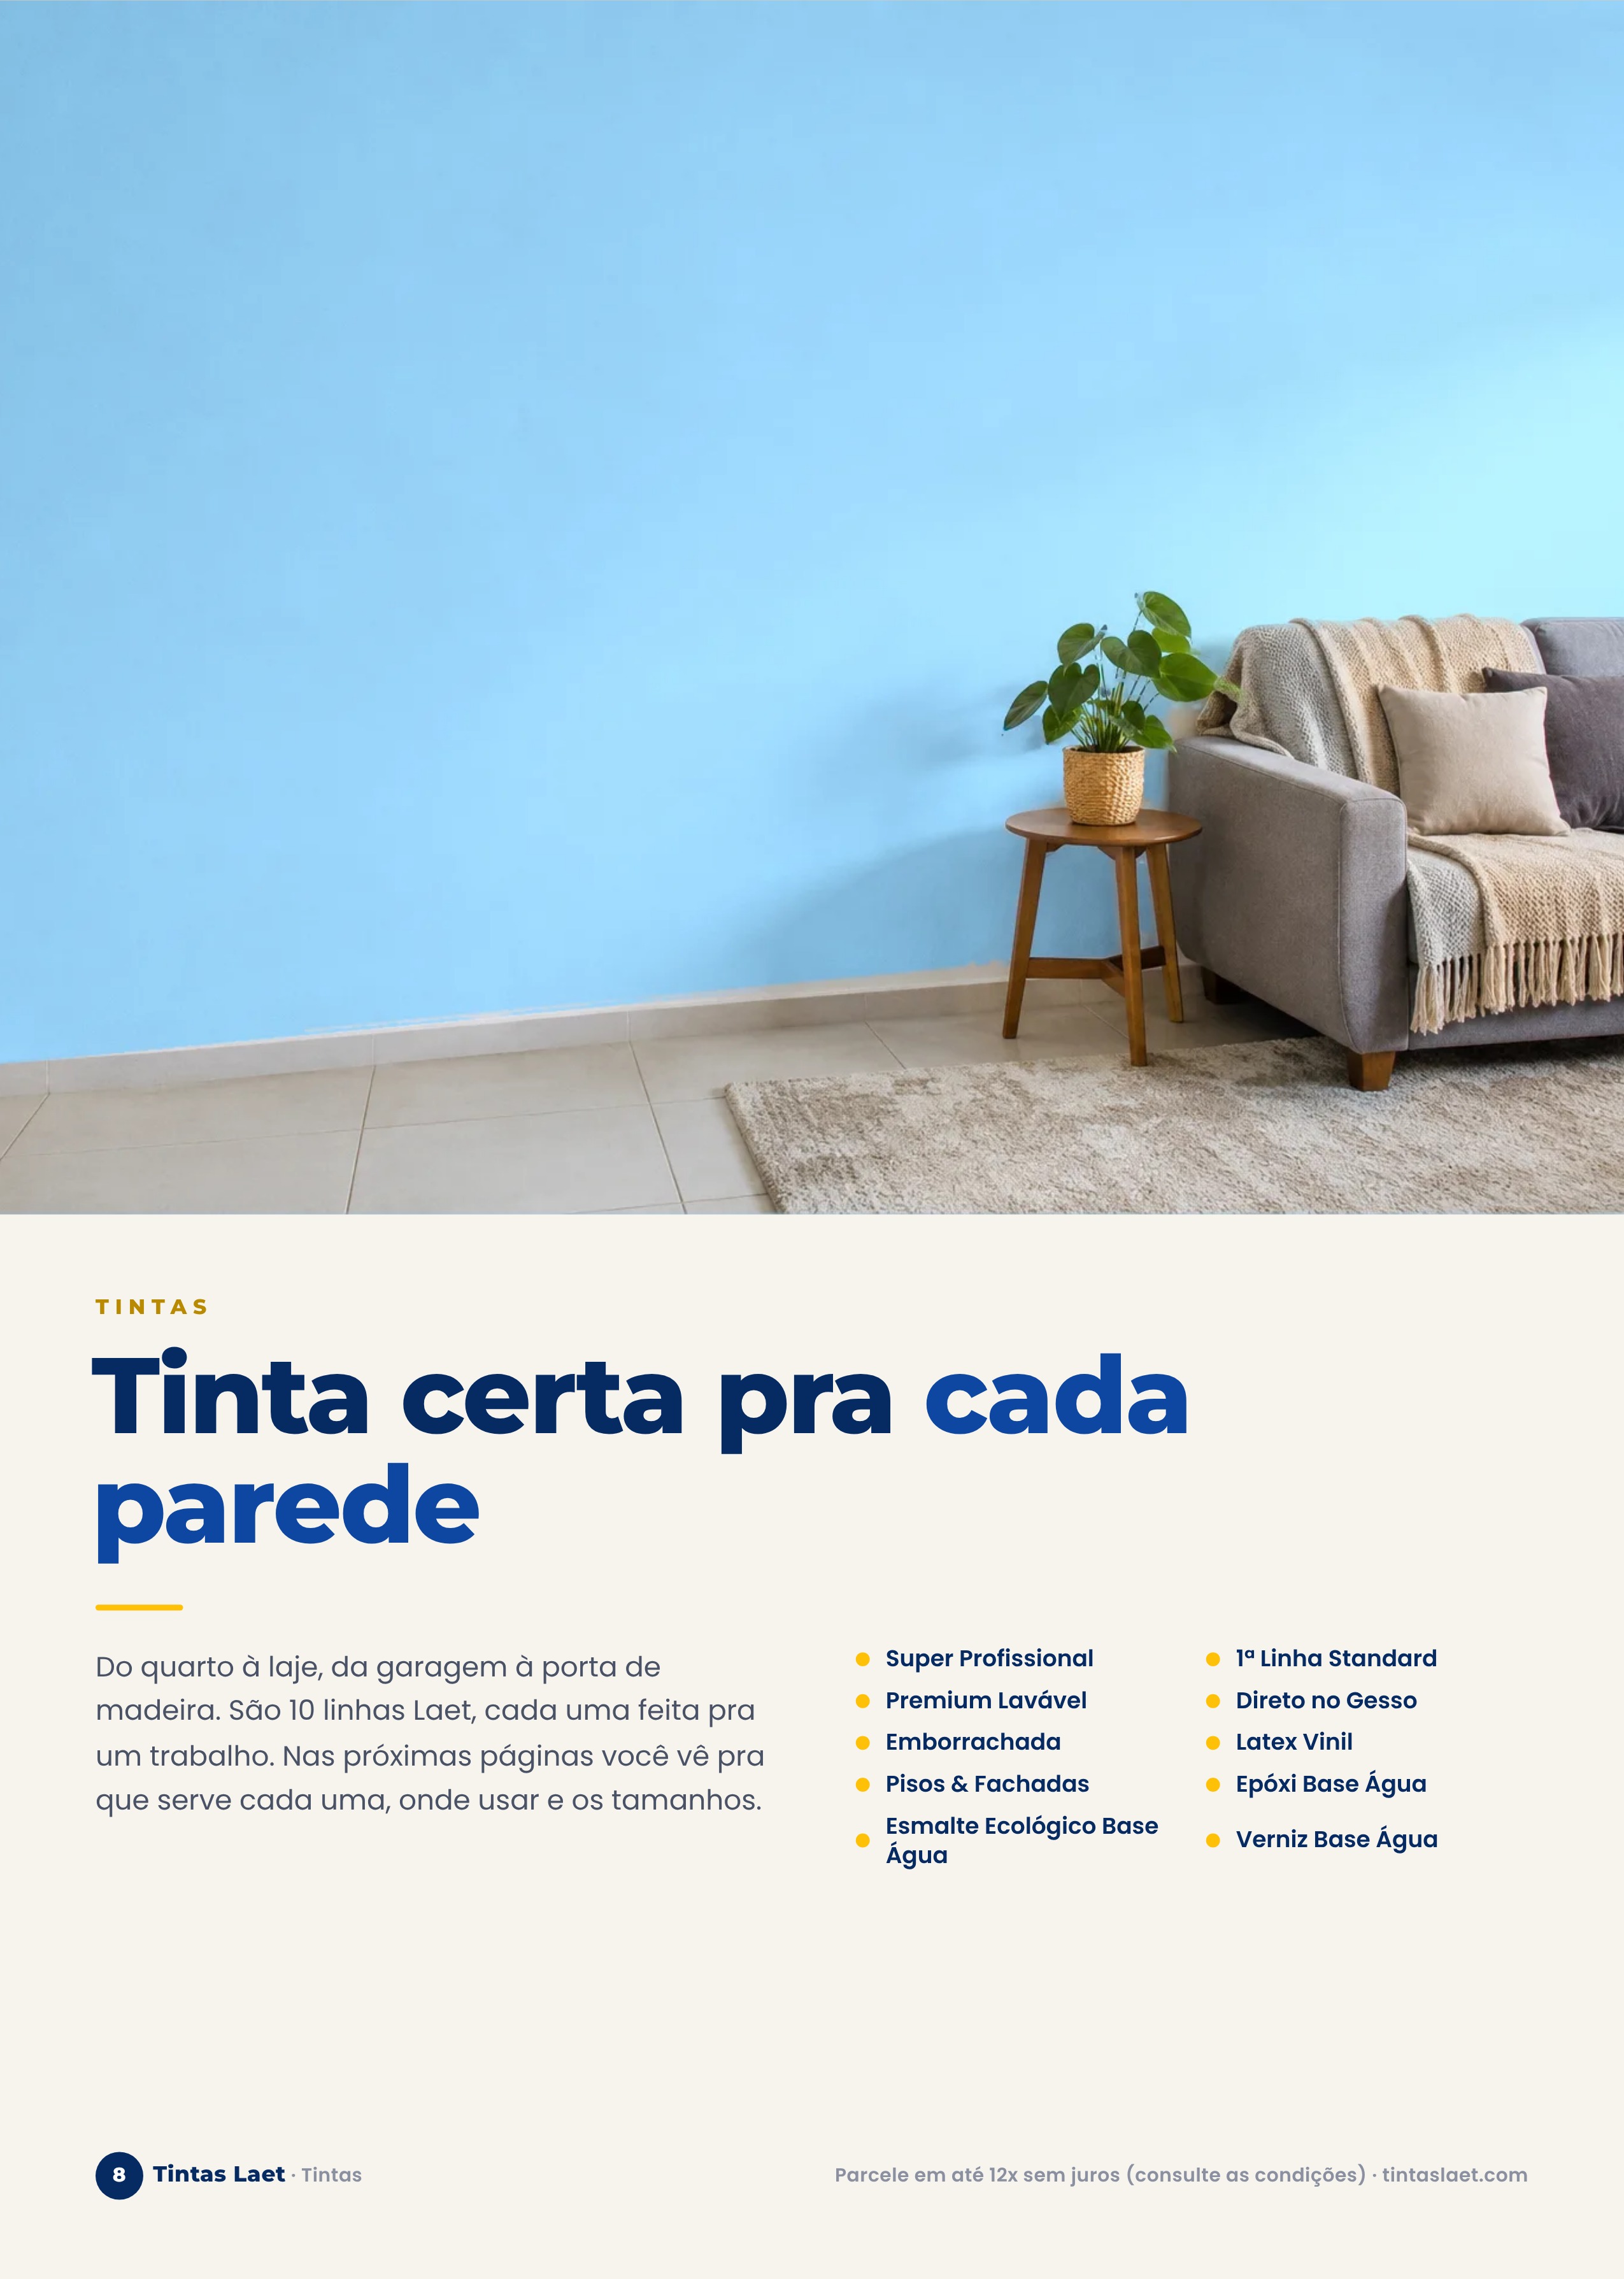 TINTAS
Tinta certa pra cada
parede
Do quarto à laje, da garagem à porta de
madeira. São 10 linhas Laet, cada uma feita pra
um trabalho. Nas próximas páginas você vê pra
que serve cada uma, onde usar e os tamanhos.
Super Profissional
1ª Linha Standard
Premium Lavável
Direto no Gesso
Emborrachada
Latex Vinil
Pisos & Fachadas
Epóxi Base Água
Esmalte Ecológico Base
Água
Verniz Base Água
8 Tintas Laet · Tintas
Parcele em até 12x sem juros (consulte as condições) · tintaslaet.com